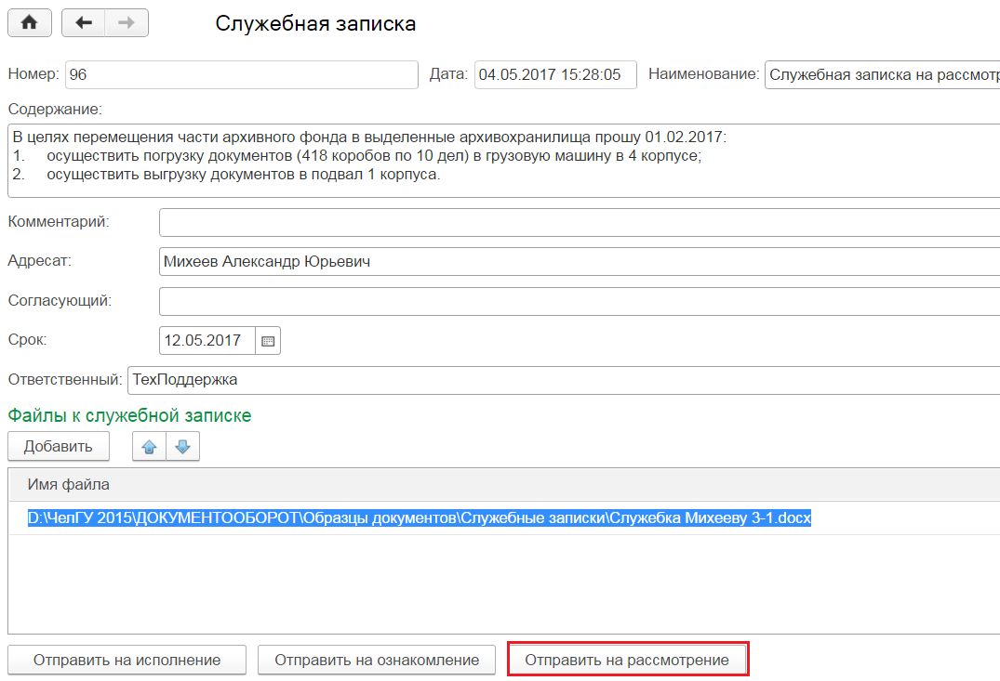 Служебная записка
Номер: 96 Дата: 04.05.2017 15:28:05 Наименование: Служебная записка на рассмотр
Содержание:
В целях перемещения части архивного фонда в выделенные архивохранилища прошу 01.02.2017:
1. осуществить погрузку документов (418 коробов по 10 дел) в грузовую машину в 4 корпусе;
2. осуществить выгрузку документов в подвал 1 корпуса.
Комментарий:
Адресат: Михеев Александр Юрьевич
Согласующий:
Срок: 12.05.2017
Ответственный: ТехПоддержка
Файлы к служебной записке
Добавить
Имя файла
D:\ЧелГУ 2015\ДОКУМЕНТООБОРОТ\Образцы документов\Служебные записки\Служебка Михееву 3-1.docx
Отправить на исполнение Отправить на ознакомление Отправить на рассмотрение